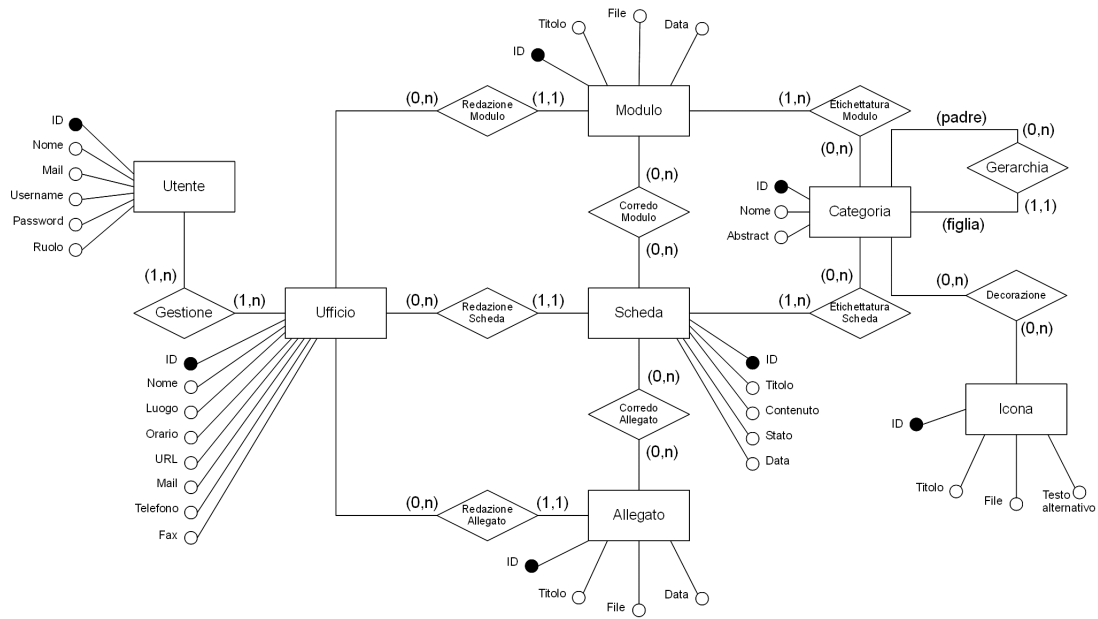 File
Titolo
Data
ID
(0,n)
Redazione
Modulo
(1,1)
Modulo
(1,n)
Etichettatura
Modulo
(0,n)
(padre)
(0,n)
Gerarchia
(1,1)
(figlia)
ID
Nome
Mail
Username
Password
Ruolo
Utente
(0,n)
Corredo
Modulo
(0,n)
ID
Nome
Abstract
Categoria
(1,n)
Gestione
(1,n)
Ufficio
(0,n)
Redazione
Scheda
(1,1)
Scheda
(1,n)
(0,n)
Etichettatura
Scheda
(0,n)
Decorazione
(0,n)
ID
Nome
Luogo
Orario
URL
Mail
Telefono
Fax
(0,n)
Corredo
Allegato
(0,n)
ID
Titolo
Contenuto
Stato
Data
Icona
ID
Titolo
File
Testo
alternativo
(0,n)
Redazione
Allegato
(1,1)
Allegato
ID
Titolo
File
Data